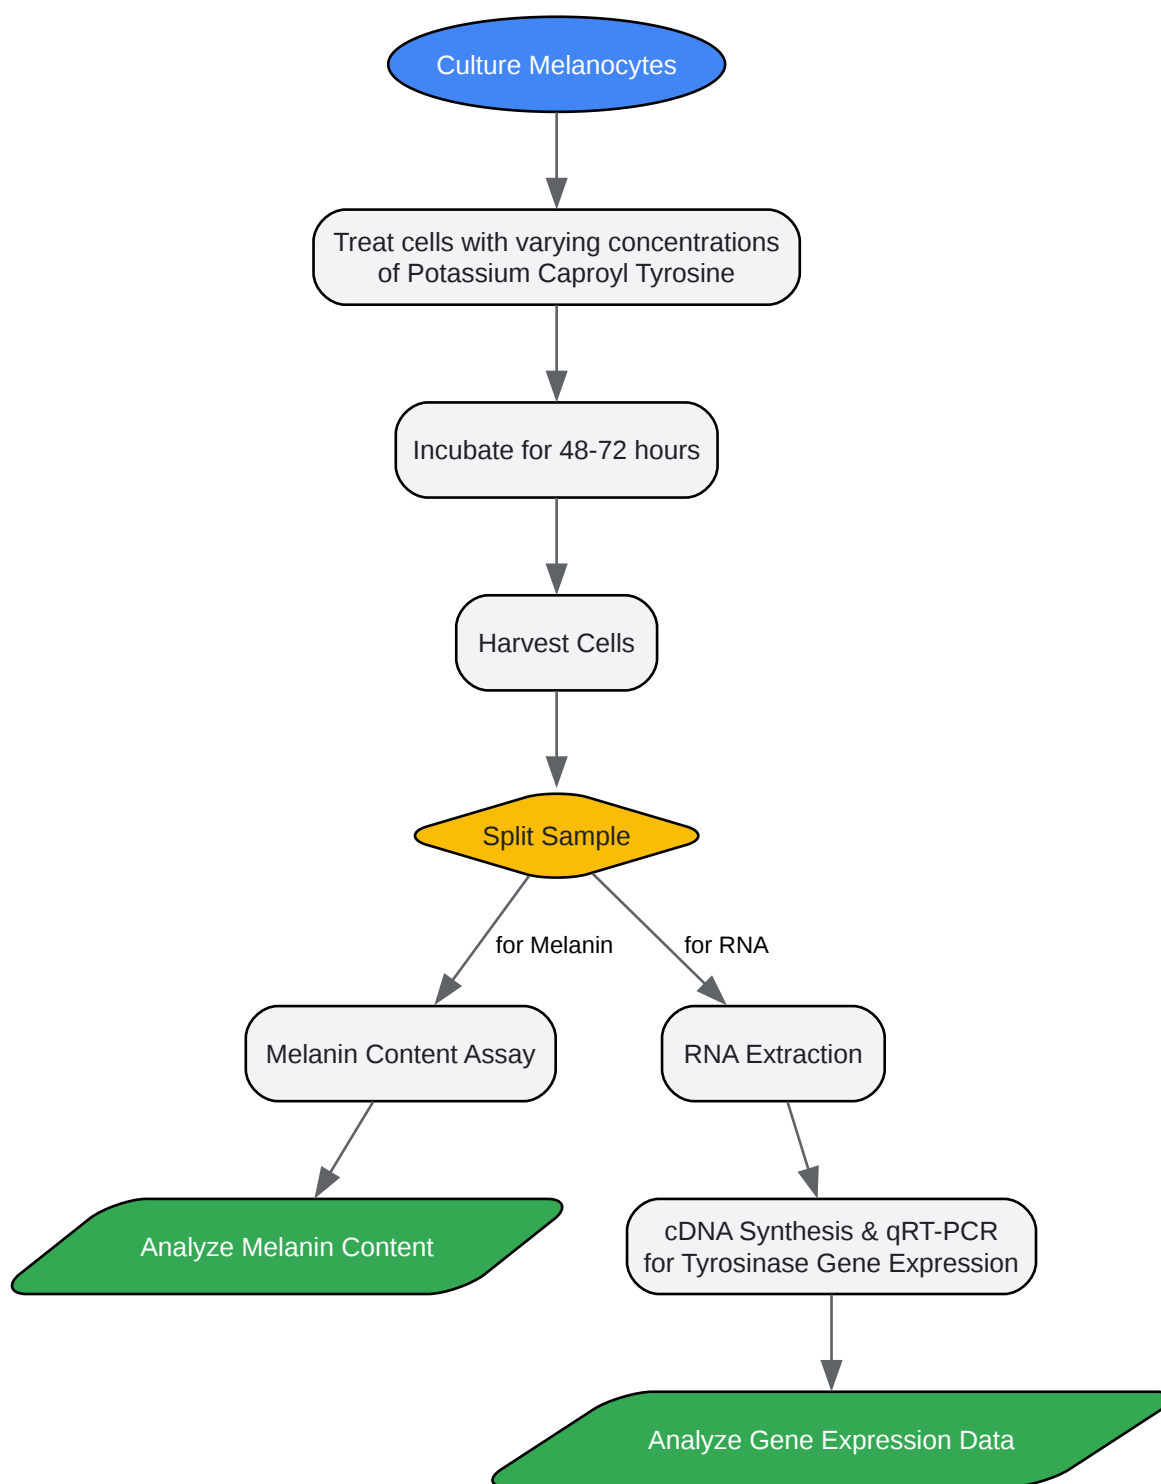 Culture Melanocytes
Treat cells with varying concentrations
of Potassium Caproyl Tyrosine
Incubate for 48-72 hours
Harvest Cells
Split Sample
for Melanin
for RNA
Melanin Content Assay
RNA Extraction
Analyze Melanin Content
cDNA Synthesis & qRT-PCR
for Tyrosinase Gene Expression
Analyze Gene Expression Data